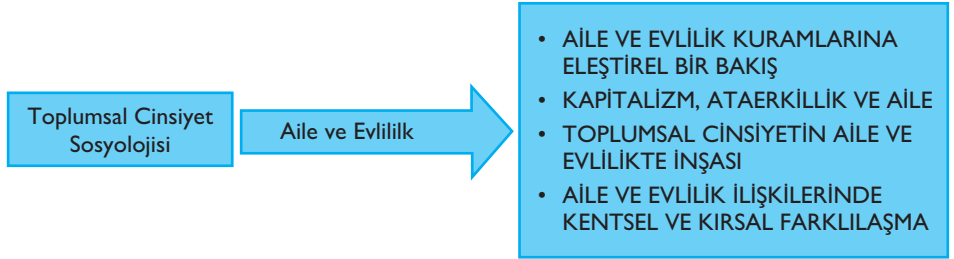 Toplumsal Cinsiyet
Sosyolojisi
Aile ve Evlililk
• AİLE VE EVLİLİK KURAMLARINA
ELEŞTİREL BİR BAKIŞ
• KAPİTALİZM, ATAERKİLLİK VE AİLE
• TOPLUMSAL CİNSİYETİN AİLE VE
EVLİLİKTE İNŞASI
• AİLE VE EVLİLİK İLİŞKİLERİNDE
KENTSEL VE KIRSAL FARKLILAŞMA